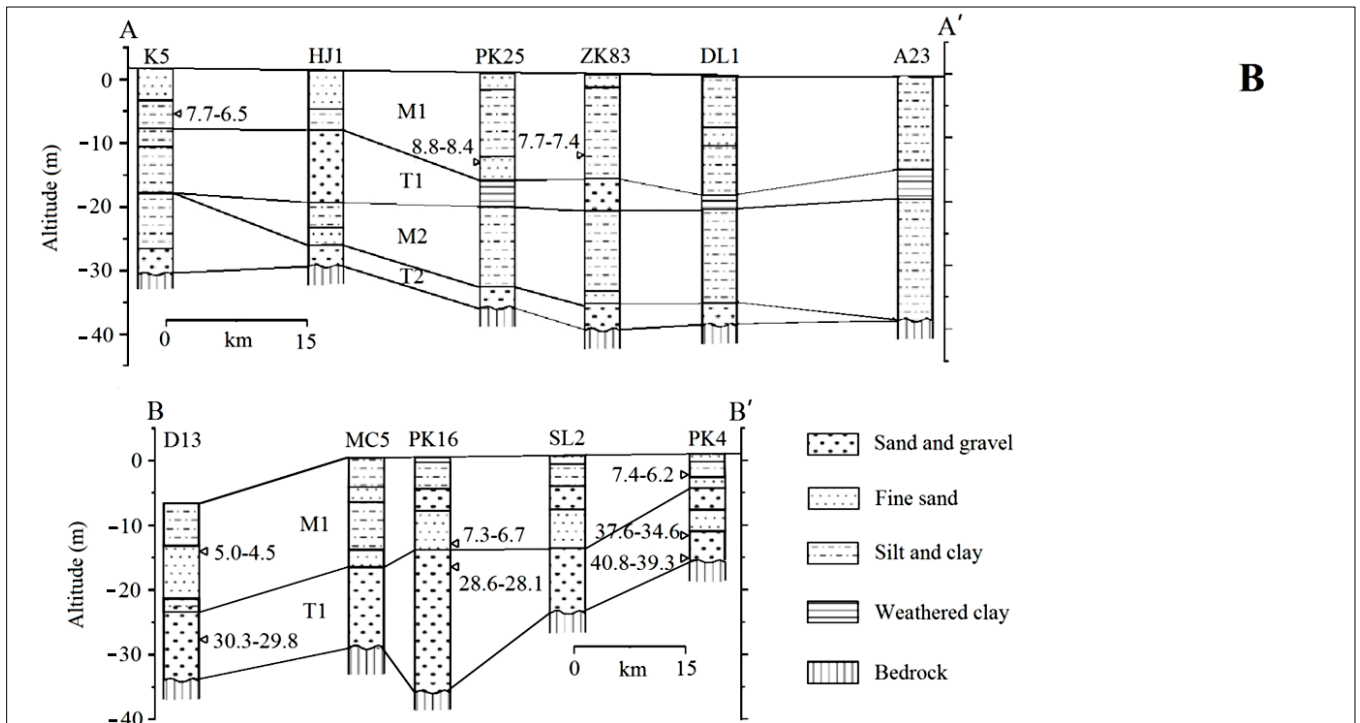 A
A′
K5
HJ1
PK25
ZK83
DL1
A23
B
0
−10
−20
−30
−40
Altitude (m)
7.7-6.5
M1
8.8-8.4
7.7-7.4
T1
M2
T2
0
km
15
B
B′
D13
MC5
PK16
SL2
PK4
0
−10
−20
−30
−40
Altitude (m)
7.4-6.2
M1
7.3-6.7
37.6-34.6
5.0-4.5
40.8-39.3
28.6-28.1
T1
30.3-29.8
0
km
15
Sand and gravel
Fine sand
Silt and clay
Weathered clay
Bedrock